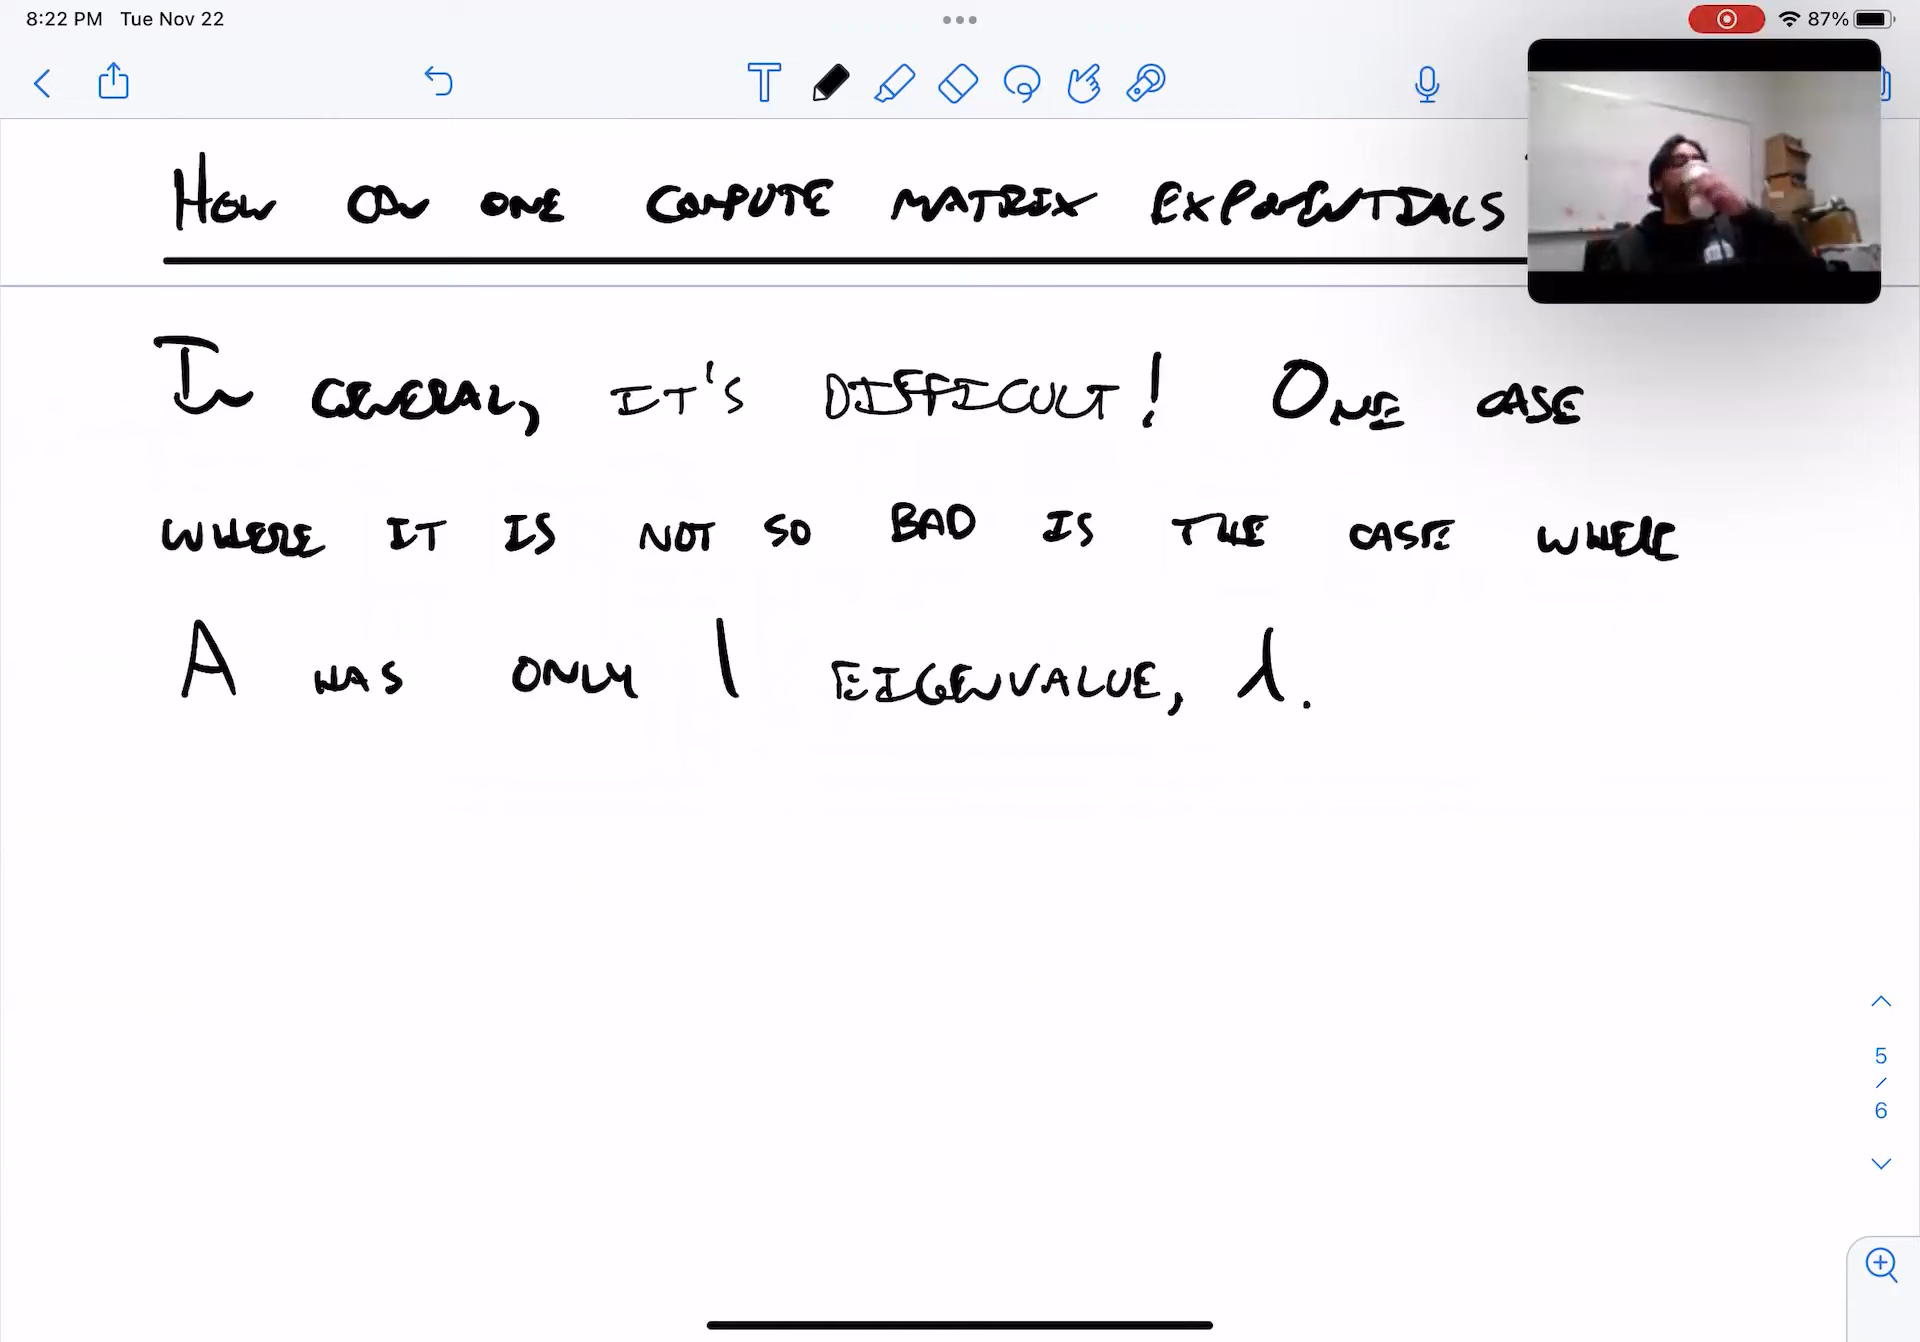 8:22 PM Tue Nov 22
87%
HOW CAN ONE COMPUTE MATRIX EXPONENTIALS
IN GENERAL, IT'S DIFFICULT! ONE CASE
WHERE IT IS NOT SO BAD IS THE CASE WHERE
A HAS ONLY 1 EIGENVALUE, λ.
5
/
6